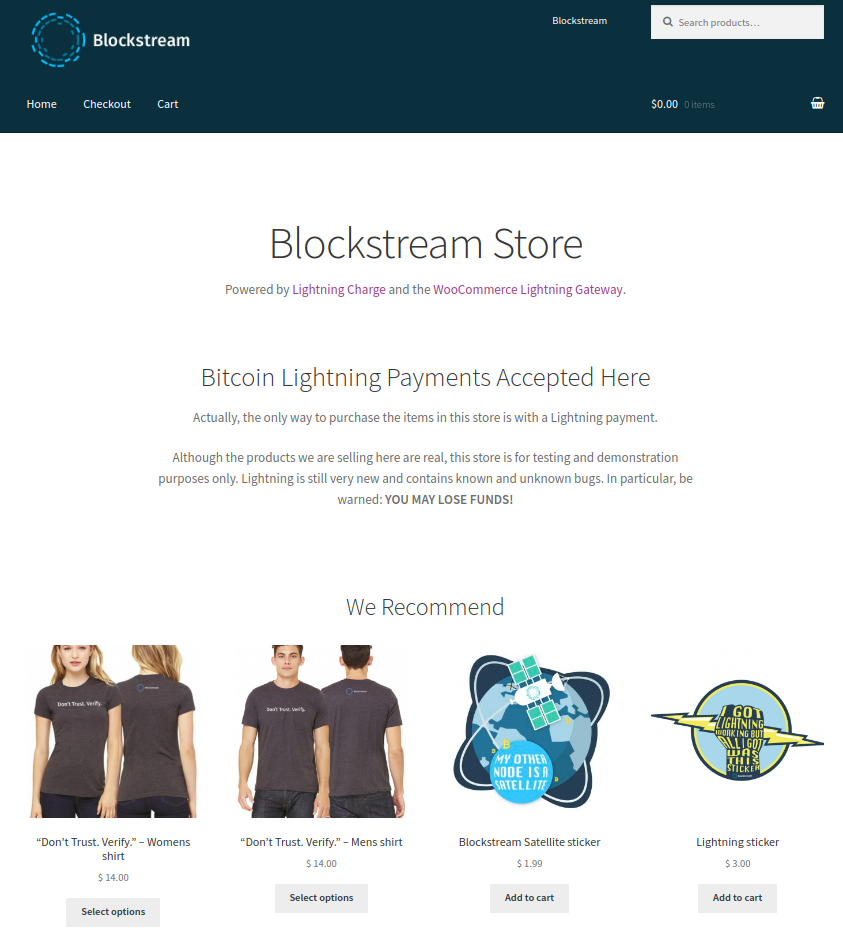 Blockstream
Blockstream
Search products...
Home Checkout Cart
$0.00 0 items
Blockstream Store
Powered by Lightning Charge and the WooCommerce Lightning Gateway.
Bitcoin Lightning Payments Accepted Here
Actually, the only way to purchase the items in this store is with a Lightning payment.
Although the products we are selling here are real, this store is for testing and demonstration
purposes only. Lightning is still very new and contains known and unknown bugs. In particular, be
warned: YOU MAY LOSE FUNDS!
We Recommend
Don't Trust. Verify.
Don't Trust. Verify.
B
MY OTHER
NODE IS A
SATELLITE
I GOT
LIGHTNING
WORKING BUT
ALL I GOT
WAS
THIS
STICKER
“Don’t Trust. Verify.” – Womens
shirt
$ 14.00
Select options
“Don’t Trust. Verify.” – Mens shirt
$ 14.00
Select options
Blockstream Satellite sticker
$ 1.99
Add to cart
Lightning sticker
$ 3.00
Add to cart